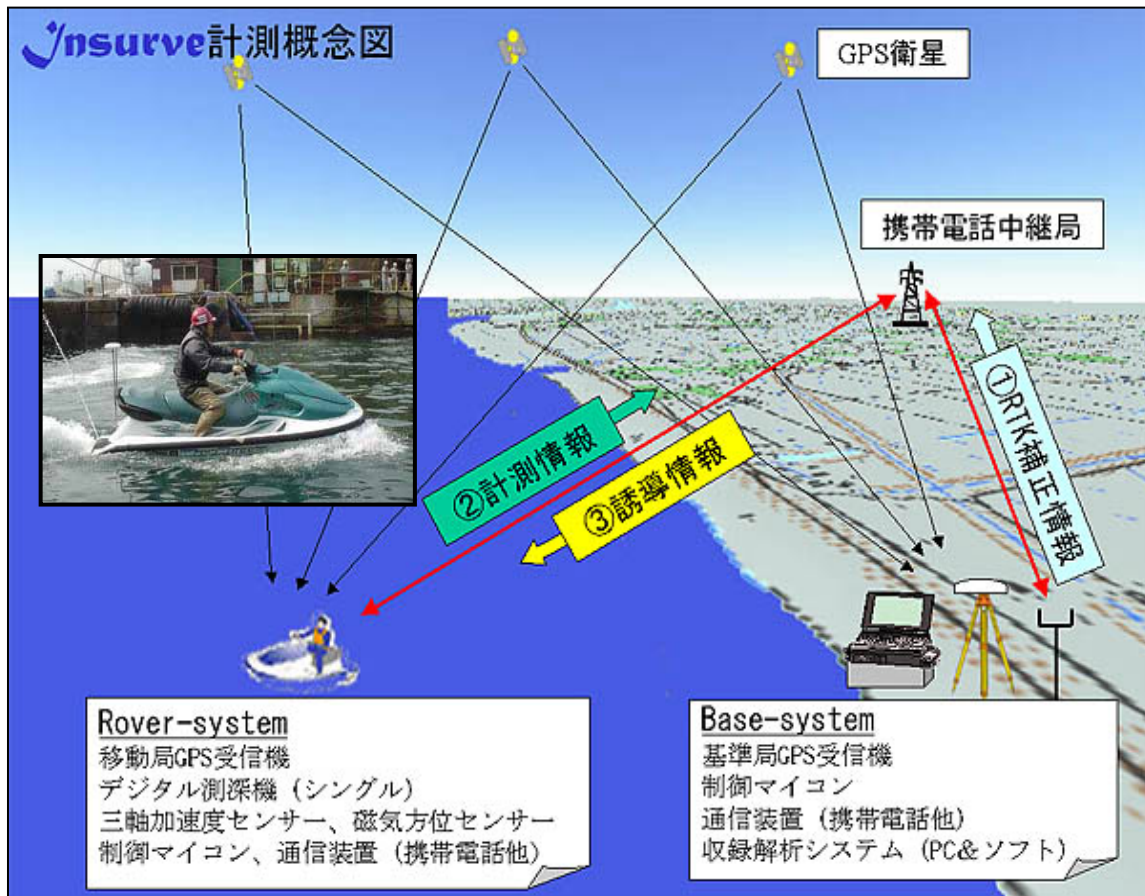 Insurve計測概念図
GPS衛星
携帯電話中継局
①RTK補正情報
②計測情報
③誘導情報
Rover-system
移動局GPS受信機
デジタル測深機（シングル）
三軸加速度センサー、磁気方位センサー
制御マイコン、通信装置（携帯電話他）
Base-system
基準局GPS受信機
制御マイコン
通信装置（携帯電話他）
収録解析システム（PC&ソフト）